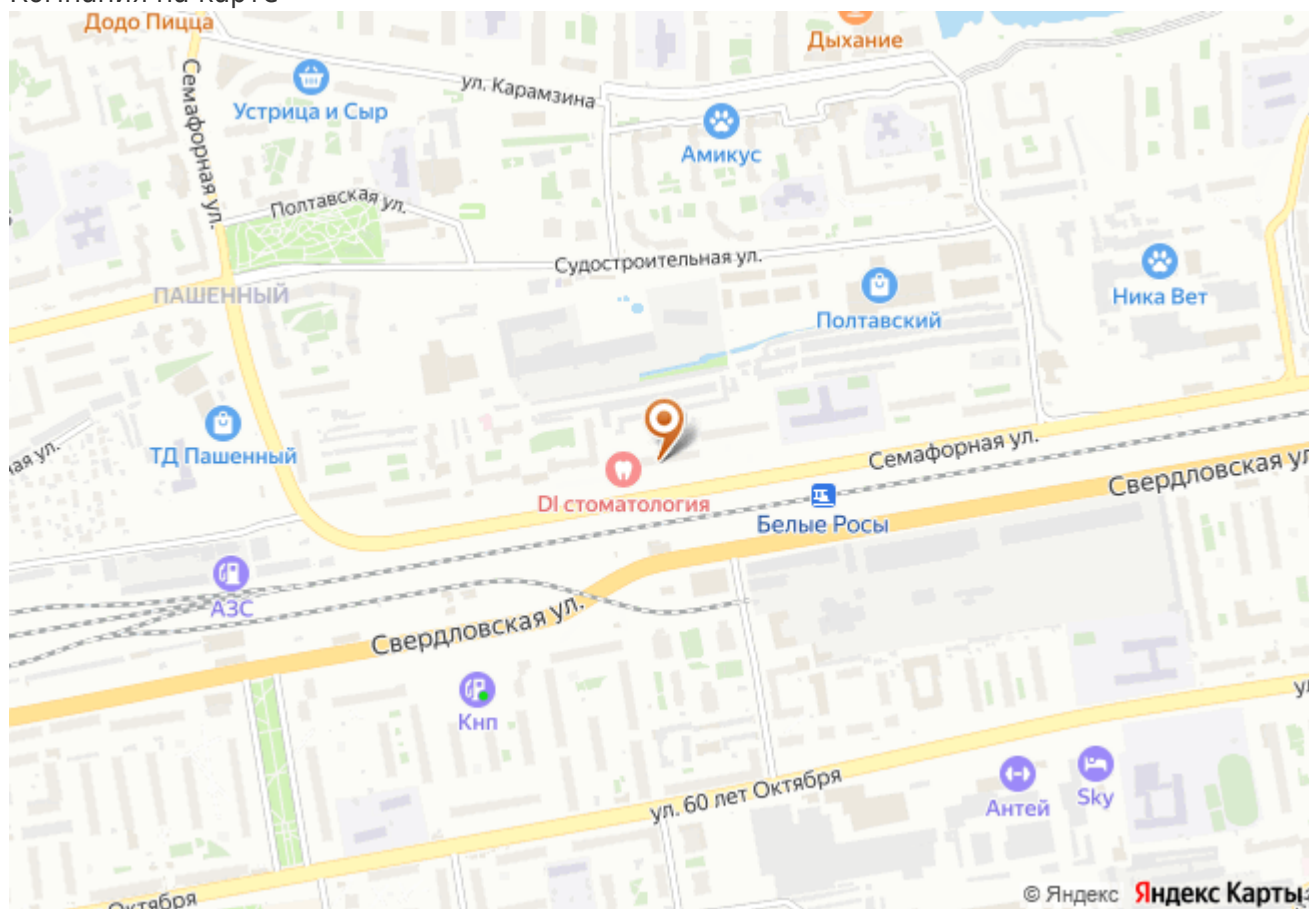 Додо Пицца
Дыхание
Семафорная ул.
ул. Карамзина
Устрица и Сыр
Амикус
Полтавская ул.
Судостроительная ул.
ПАШЕННЫЙ
Ника Вет
Полтавский
ТД Пашенный
ная ул.
Семафорная ул.
Свердловская ул
DI стоматология
Белые Росы
АЗС
Свердловская ул.
Кнп
ул. 60 лет Октября
Антей
Sky
Октября
© Яндекс Яндекс Карты